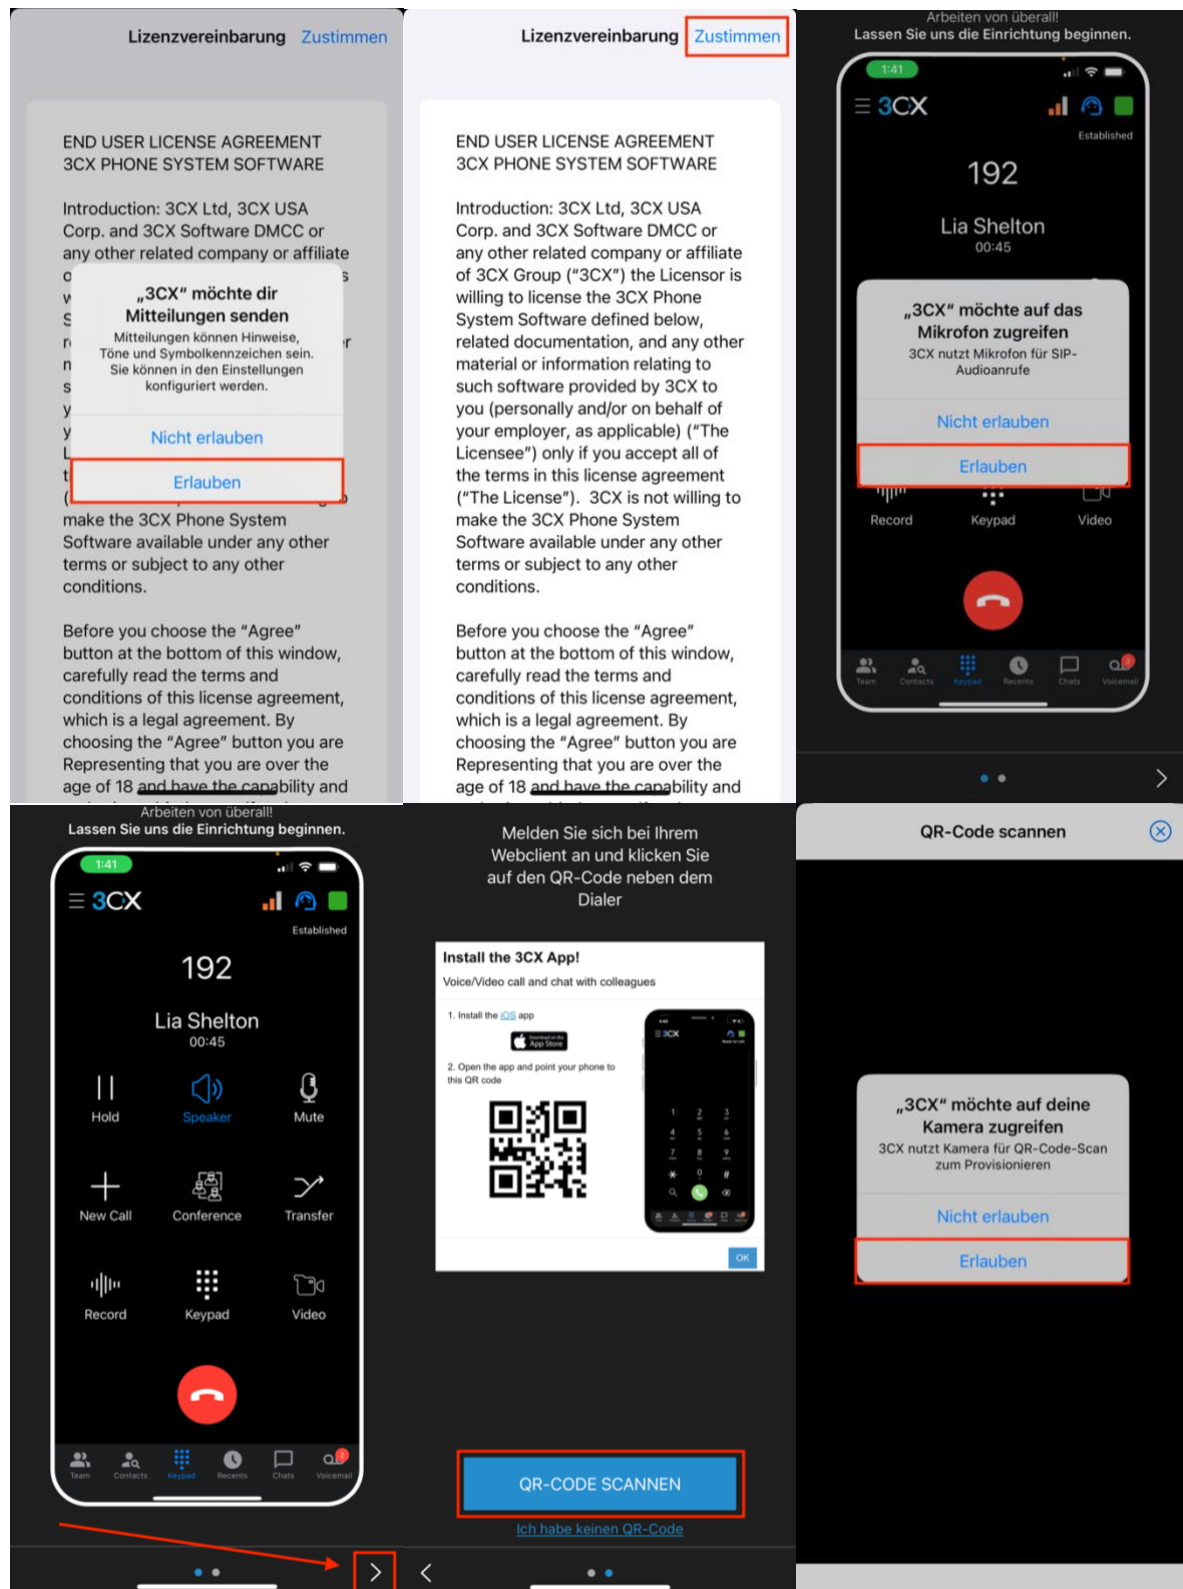 Lizenzvereinbarung Zustimmen
END USER LICENSE AGREEMENT
3CX PHONE SYSTEM SOFTWARE
Introduction: 3CX Ltd, 3CX USA
Corp. and 3CX Software DMCC or
any other related company or affiliate
„3CX“ möchte dir
Mitteilungen senden
Mitteilungen können Hinweise,
Töne und Symbolkennzeichen sein.
Sie können in den Einstellungen
konfiguriert werden.
Nicht erlauben
Erlauben
make the 3CX Phone System
Software available under any other
terms or subject to any other
conditions.
Before you choose the “Agree”
button at the bottom of this window,
carefully read the terms and
conditions of this license agreement,
which is a legal agreement. By
choosing the “Agree” button you are
Representing that you are over the
age of 18 and have the capability and
Lizenzvereinbarung Zustimmen
END USER LICENSE AGREEMENT
3CX PHONE SYSTEM SOFTWARE
Introduction: 3CX Ltd, 3CX USA
Corp. and 3CX Software DMCC or
any other related company or affiliate
of 3CX Group (“3CX”) the Licensor is
willing to license the 3CX Phone
System Software defined below,
related documentation, and any other
material or information relating to
such software provided by 3CX to
you (personally and/or on behalf of
your employer, as applicable) (“The
Licensee”) only if you accept all of
the terms in this license agreement
(“The License”). 3CX is not willing to
make the 3CX Phone System
Software available under any other
terms or subject to any other
conditions.
Before you choose the “Agree”
button at the bottom of this window,
carefully read the terms and
conditions of this license agreement,
which is a legal agreement. By
choosing the “Agree” button you are
Representing that you are over the
age of 18 and have the capability and
Arbeiten von überall!
Lassen Sie uns die Einrichtung beginnen.
1:41
3CX
Established
192
Lia Shelton
00:45
„3CX“ möchte auf das
Mikrofon zugreifen
3CX nutzt Mikrofon für SIP-
Audioanrufe
Nicht erlauben
Erlauben
Record Keypad Video
2
Team Contacts Keypad Recents Chats Voicemail
Arbeiten von überall!
Lassen Sie uns die Einrichtung beginnen.
1:41
3CX
Established
192
Lia Shelton
00:45
Hold Speaker Mute
New Call Conference Transfer
Record Keypad Video
2
Team Contacts Keypad Recents Chats Voicemail
Melden Sie sich bei Ihrem
Webclient an und klicken Sie
auf den QR-Code neben dem
Dialer
Install the 3CX App!
Voice/Video call and chat with colleagues
1. Install the iOS app
Download on the
App Store
2. Open the app and point your phone to
this QR code
3CX
1 2 3
4 5 6
7 8 9
* 0 #
OK
QR-CODE SCANNEN
Ich habe keinen QR-Code
QR-Code scannen
„3CX“ möchte auf deine
Kamera zugreifen
3CX nutzt Kamera für QR-Code-Scan
zum Provisionieren
Nicht erlauben
Erlauben